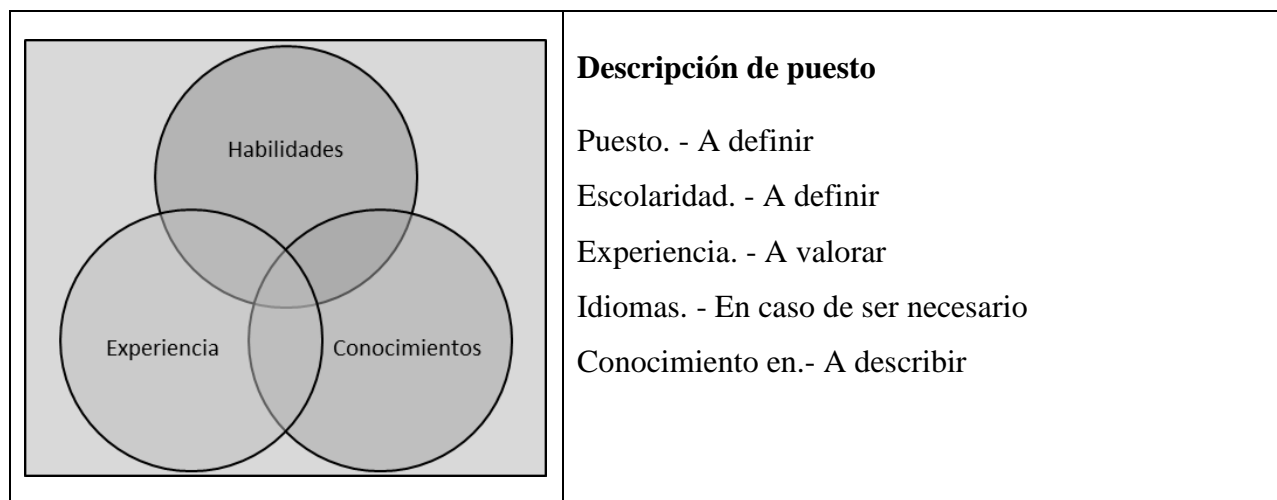 Habilidades
Experiencia
Conocimientos
Descripción de puesto
Puesto. - A definir
Escolaridad. - A definir
Experiencia. - A valorar
Idiomas. - En caso de ser necesario
Conocimiento en.- A describir